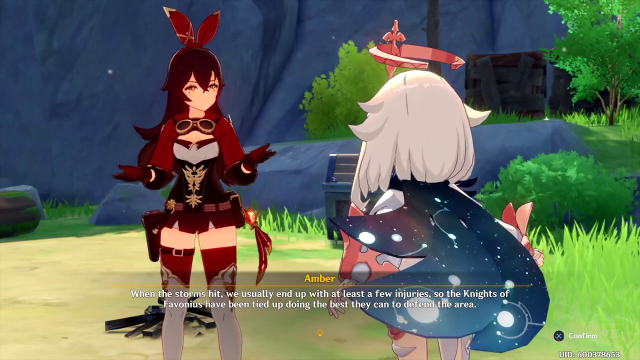 Amber
When the storms hit, we usually end up with at least a few injuries, so the Knights of
Favonius have been tied up doing the best they can to defend the area.
Confirm
UID: 600378653